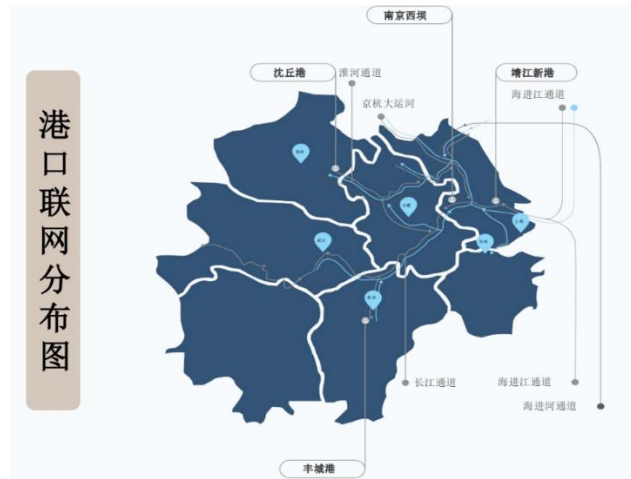 港口联网分布图
南京西坝
沈丘港
淮河通道
靖江新港
海进江通道
京杭大运河
长江通道
海进江通道
海进河通道
丰城港